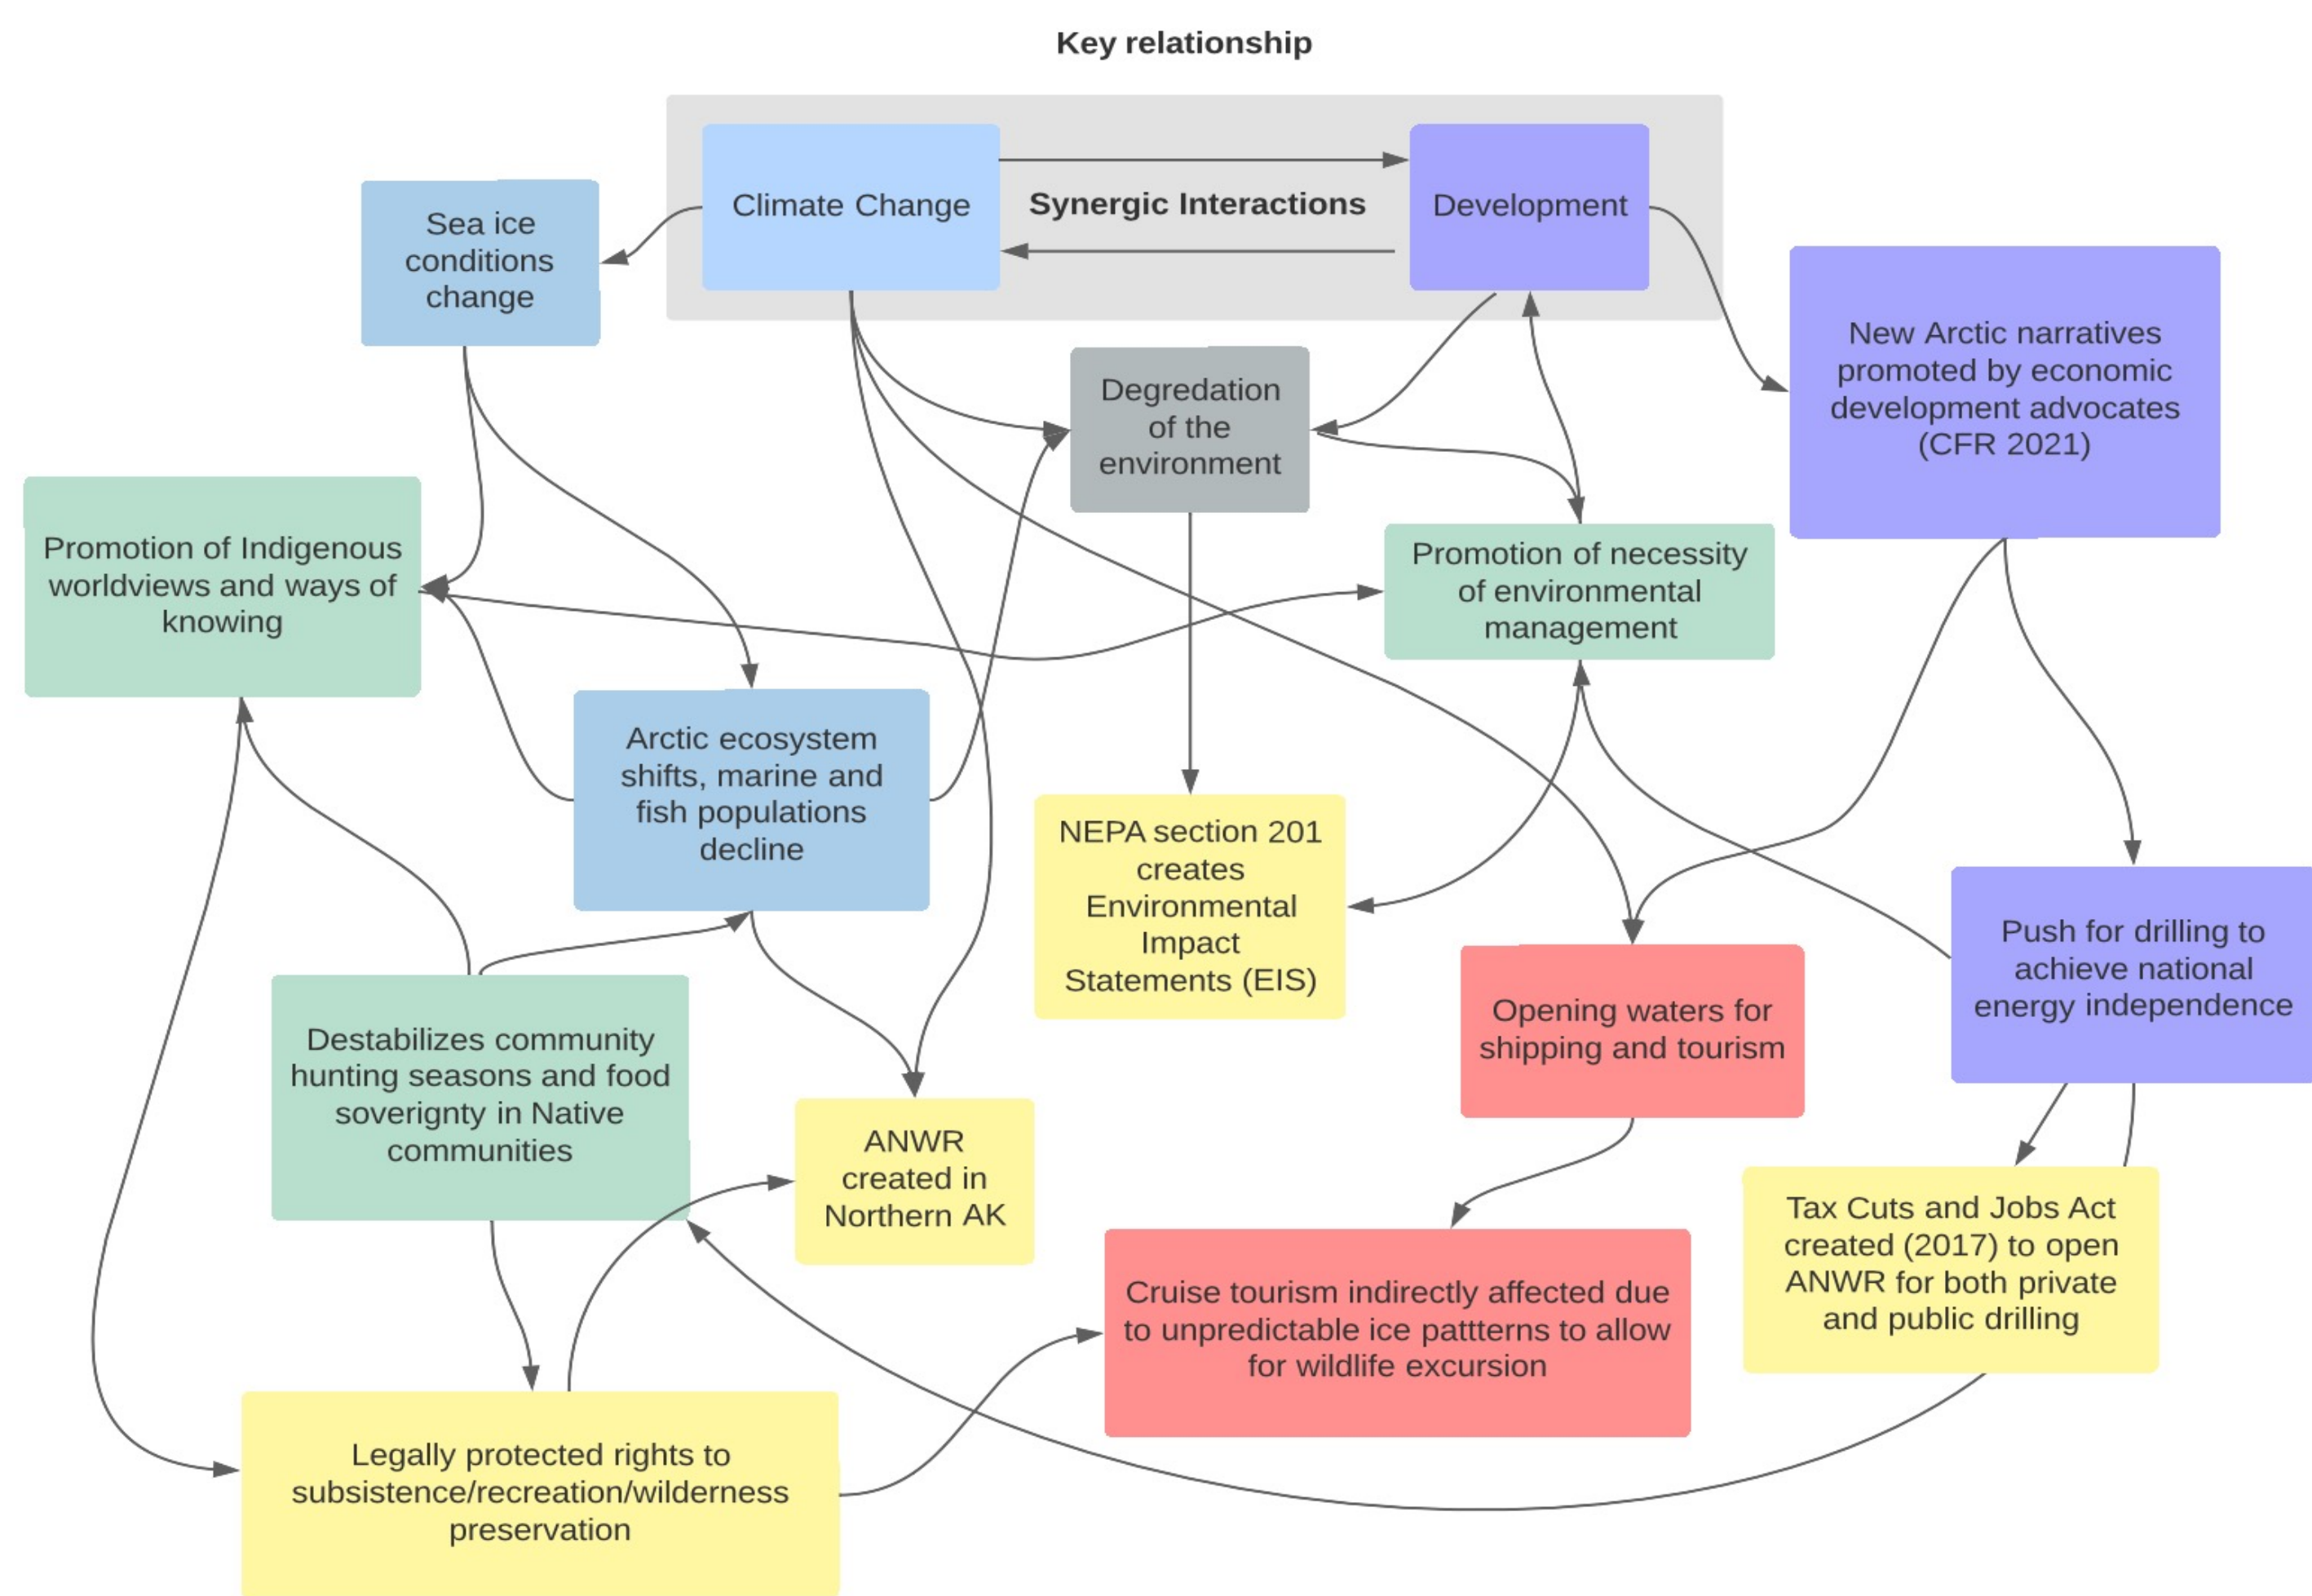 Key relationship
Climate Change
Synergic Interactions
Development
Sea ice
conditions
change
New Arctic narratives
promoted by economic
development advocates
(CFR 2021)
Degredation
of the
environment
Promotion of Indigenous
worldviews and ways of
knowing
Promotion of necessity
of environmental
management
Arctic ecosystem
shifts, marine and
fish populations
decline
NEPA section 201
creates
Environmental
Impact
Statements (EIS)
Push for drilling to
achieve national
energy independence
Opening waters for
shipping and tourism
Destabilizes community
hunting seasons and food
soverignty in Native
communities
ANWR
created in
Northern AK
Tax Cuts and Jobs Act
created (2017) to open
ANWR for both private
and public drilling
Cruise tourism indirectly affected due
to unpredictable ice pattterns to allow
for wildlife excursion
Legally protected rights to
subsistence/recreation/wilderness
preservation